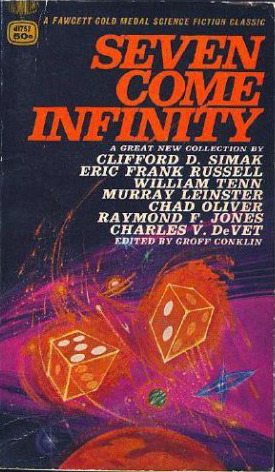 d1752
50¢
A FAWCETT GOLD MEDAL SCIENCE FICTION CLASSIC
SEVEN
COME
INFINITY
A GREAT NEW COLLECTION BY
CLIFFORD D. SIMAK
ERIC FRANK RUSSELL
WILLIAM TENN
MURRAY LEINSTER
CHAD OLIVER
RAYMOND F. JONES
CHARLES V. DeVET
EDITED BY GROFF CONKLIN